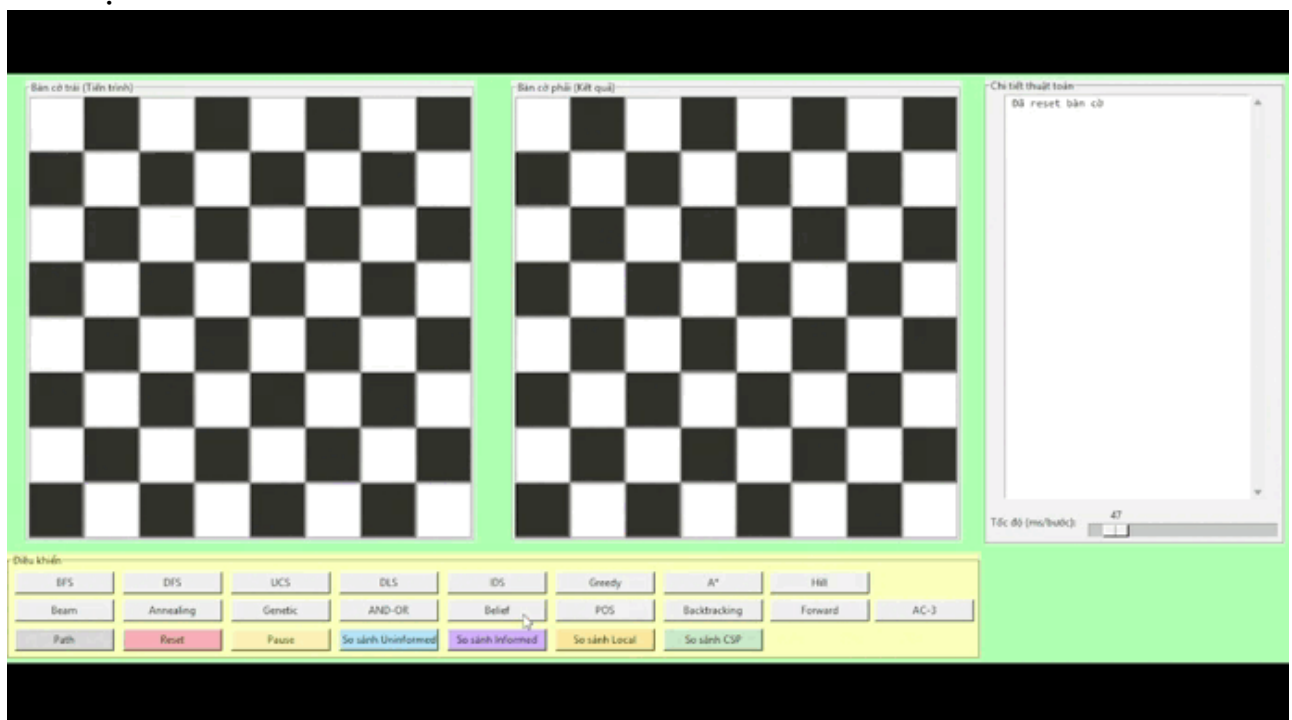 Bàn cờ trái (Tiến trình)
Bàn cờ phải (Kết quả)
Chi tiết thuật toán
Đã reset bàn cờ
47
Tốc độ (ms/bước):
Điều khiển
BFS DFS UCS DLS IDS Greedy A* Hill
Beam Annealing Genetic AND-OR Belief POS Backtracking Forward AC-3
Path Reset Pause So sánh Uninformed So sánh Informed So sánh Local So sánh CSP